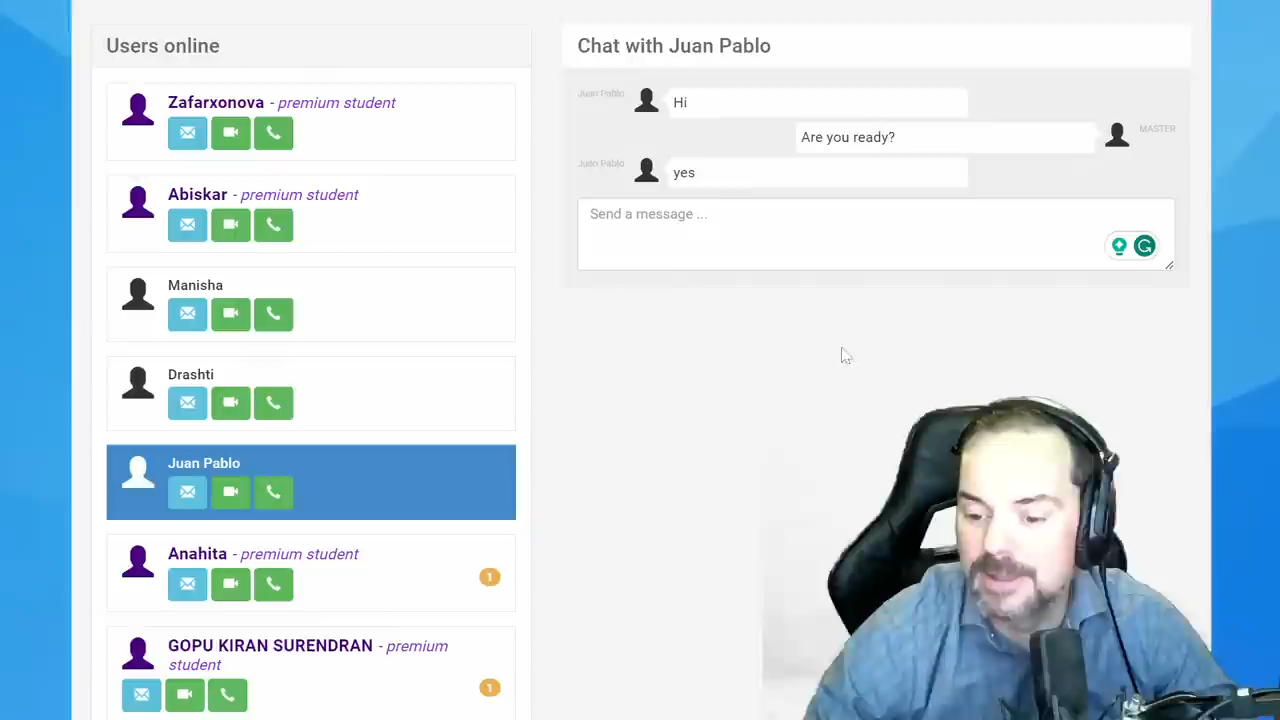 Users online
Zafarxonova - premium student
Abiskar - premium student
Manisha
Drashti
Juan Pablo
Anahita - premium student
1
GOPU KIRAN SURENDRAN - premium
student
1
Chat with Juan Pablo
Juan Pablo
Hi
Are you ready?
MASTER
Juan Pablo
yes
Send a message ...